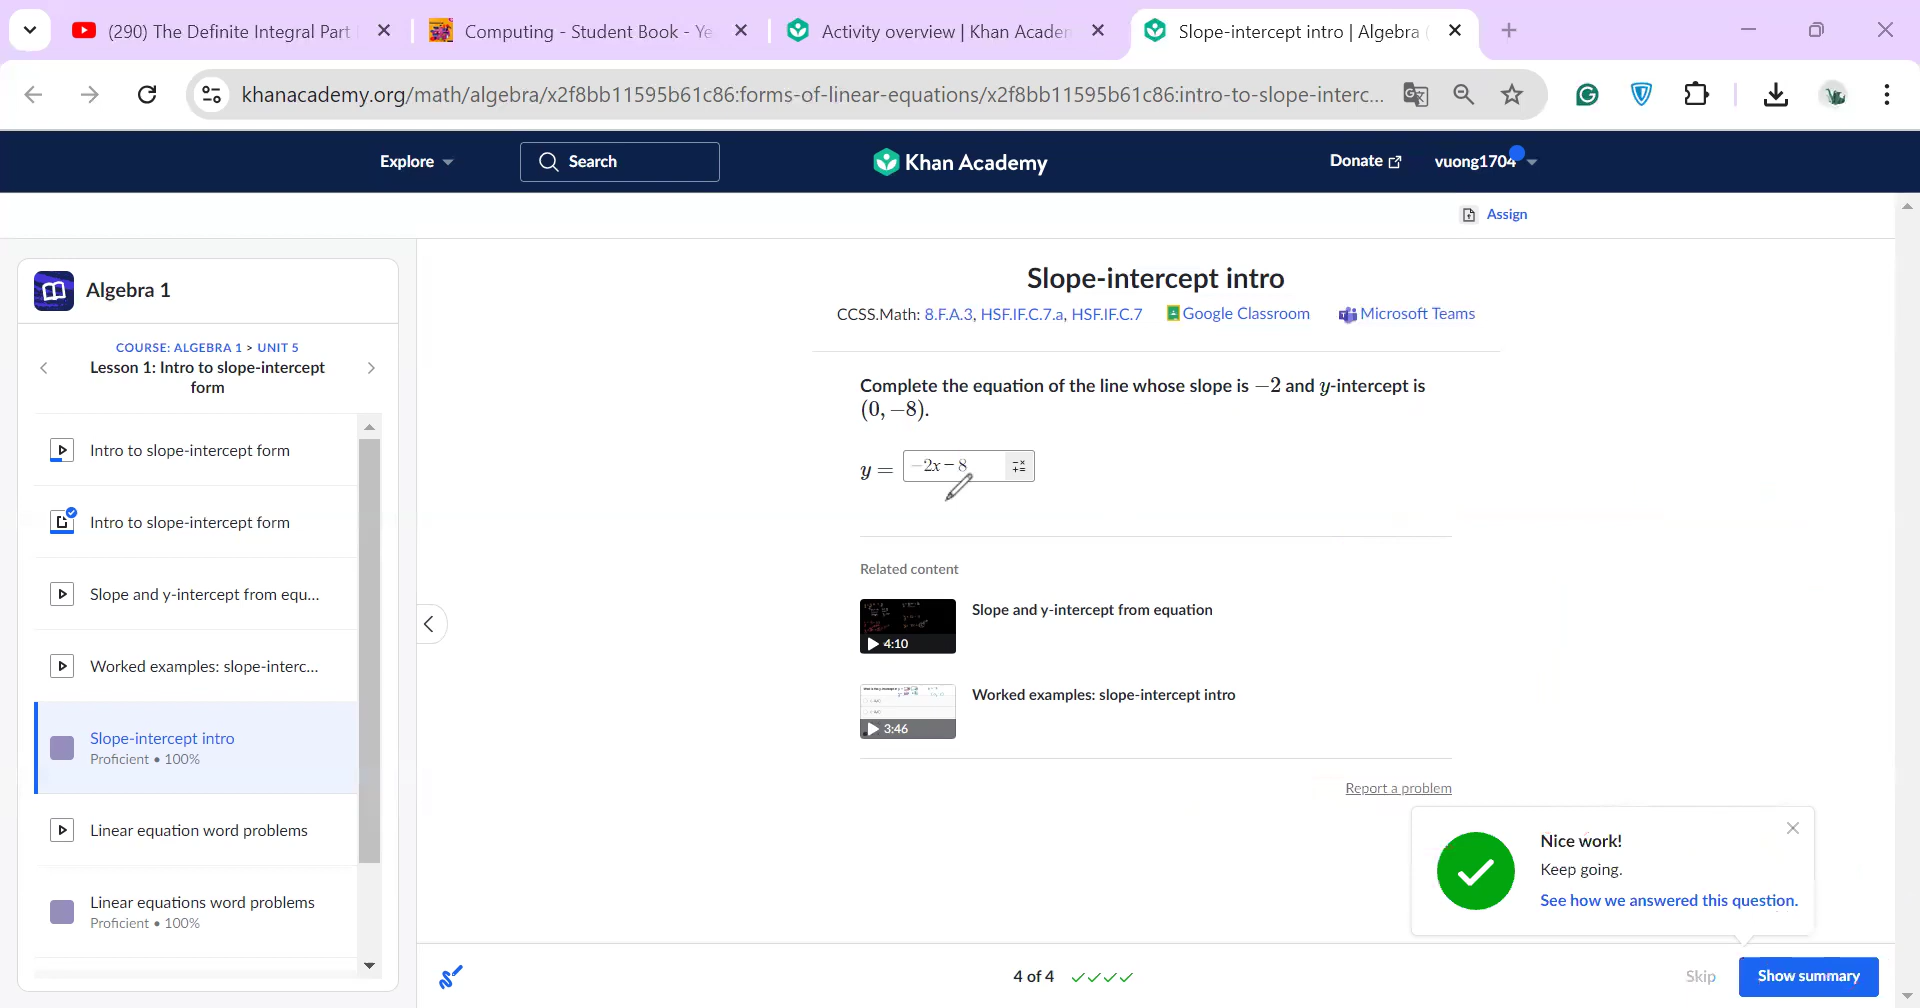 (290) The Definite Integral Part
Computing - Student Book - Ye
Activity overview | Khan Academ
Slope-intercept intro | Algebra (
khanacademy.org/math/algebra/x2f8bb11595b61c86:forms-of-linear-equations/x2f8bb11595b61c86:intro-to-slope-interc...
Explore
Search
Khan Academy
Donate
vuong1704
Assign
Algebra 1
COURSE: ALGEBRA 1 > UNIT 5
Lesson 1: Intro to slope-intercept
form
Intro to slope-intercept form
Intro to slope-intercept form
Slope and y-intercept from equ...
Worked examples: slope-interc...
Slope-intercept intro
Proficient • 100%
Linear equation word problems
Linear equations word problems
Proficient • 100%
Slope-intercept intro
CCSS.Math: 8.F.A.3, HSF.IF.C.7.a, HSF.IF.C.7
Google Classroom
Microsoft Teams
Complete the equation of the line whose slope is −2 and y-intercept is
(0, −8).
y = −2x − 8
Related content
4:10
Slope and y-intercept from equation
3:46
Worked examples: slope-intercept intro
Report a problem
Nice work!
Keep going.
See how we answered this question.
4 of 4
Skip
Show summary